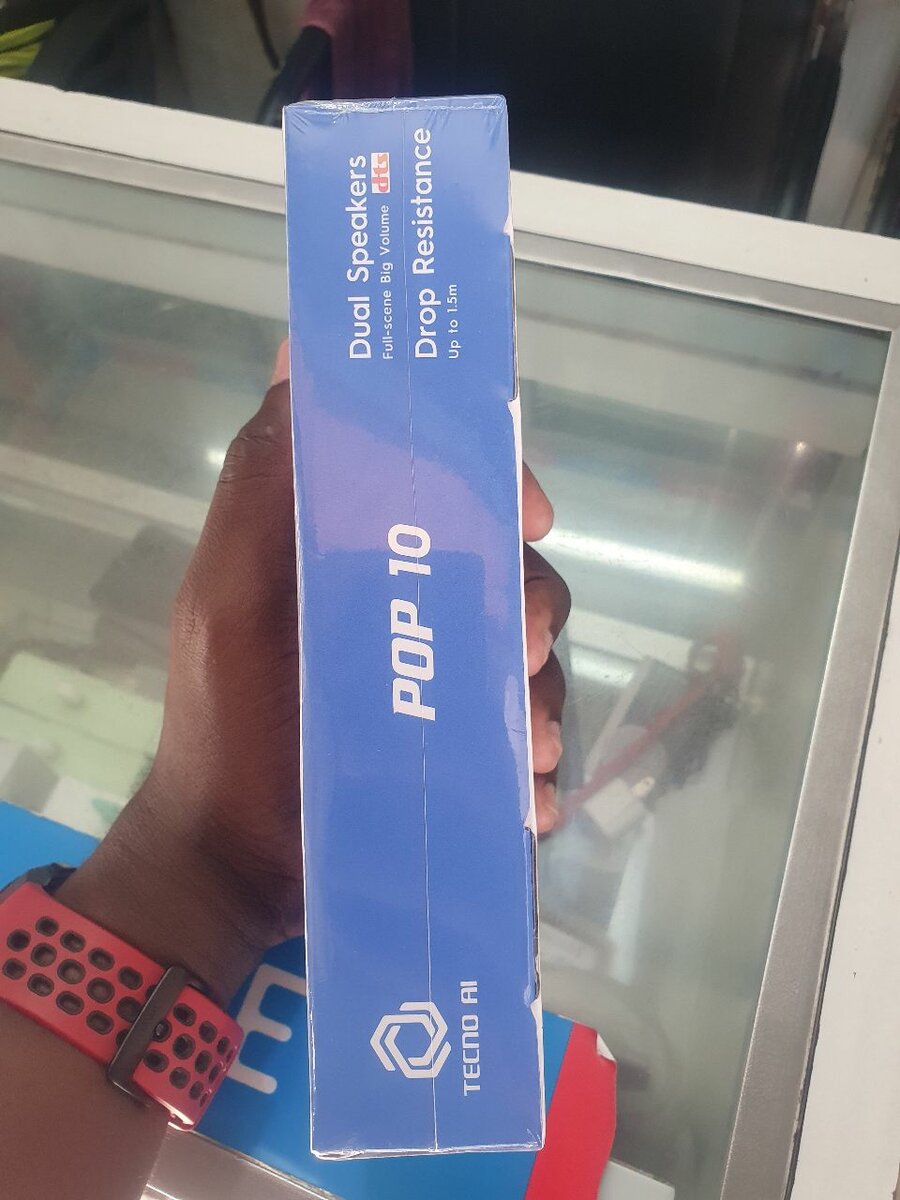 Dual Speakers
Full-scene Big Volume dts
Drop Resistance
Up to 1.5m
POP 10
TECNO AI